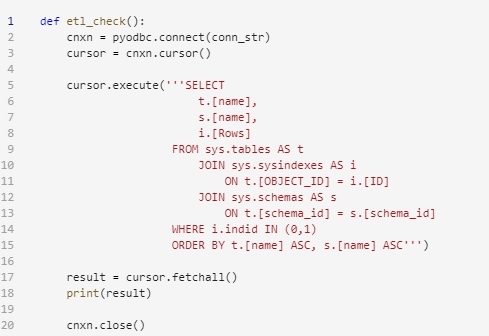 1 def etl_check():
2     cnxn = pyodbc.connect(conn_str)
3     cursor = cnxn.cursor()
4
5     cursor.execute('''SELECT
6                         t.[name],
7                         s.[name],
8                         i.[Rows]
9                     FROM sys.tables AS t
10                         JOIN sys.sysindexes AS i
11                             ON t.[OBJECT_ID] = i.[ID]
12                         JOIN sys.schemas AS s
13                             ON t.[schema_id] = s.[schema_id]
14                     WHERE i.indid IN (0,1)
15                     ORDER BY t.[name] ASC, s.[name] ASC''')
16
17     result = cursor.fetchall()
18     print(result)
19
20     cnxn.close()